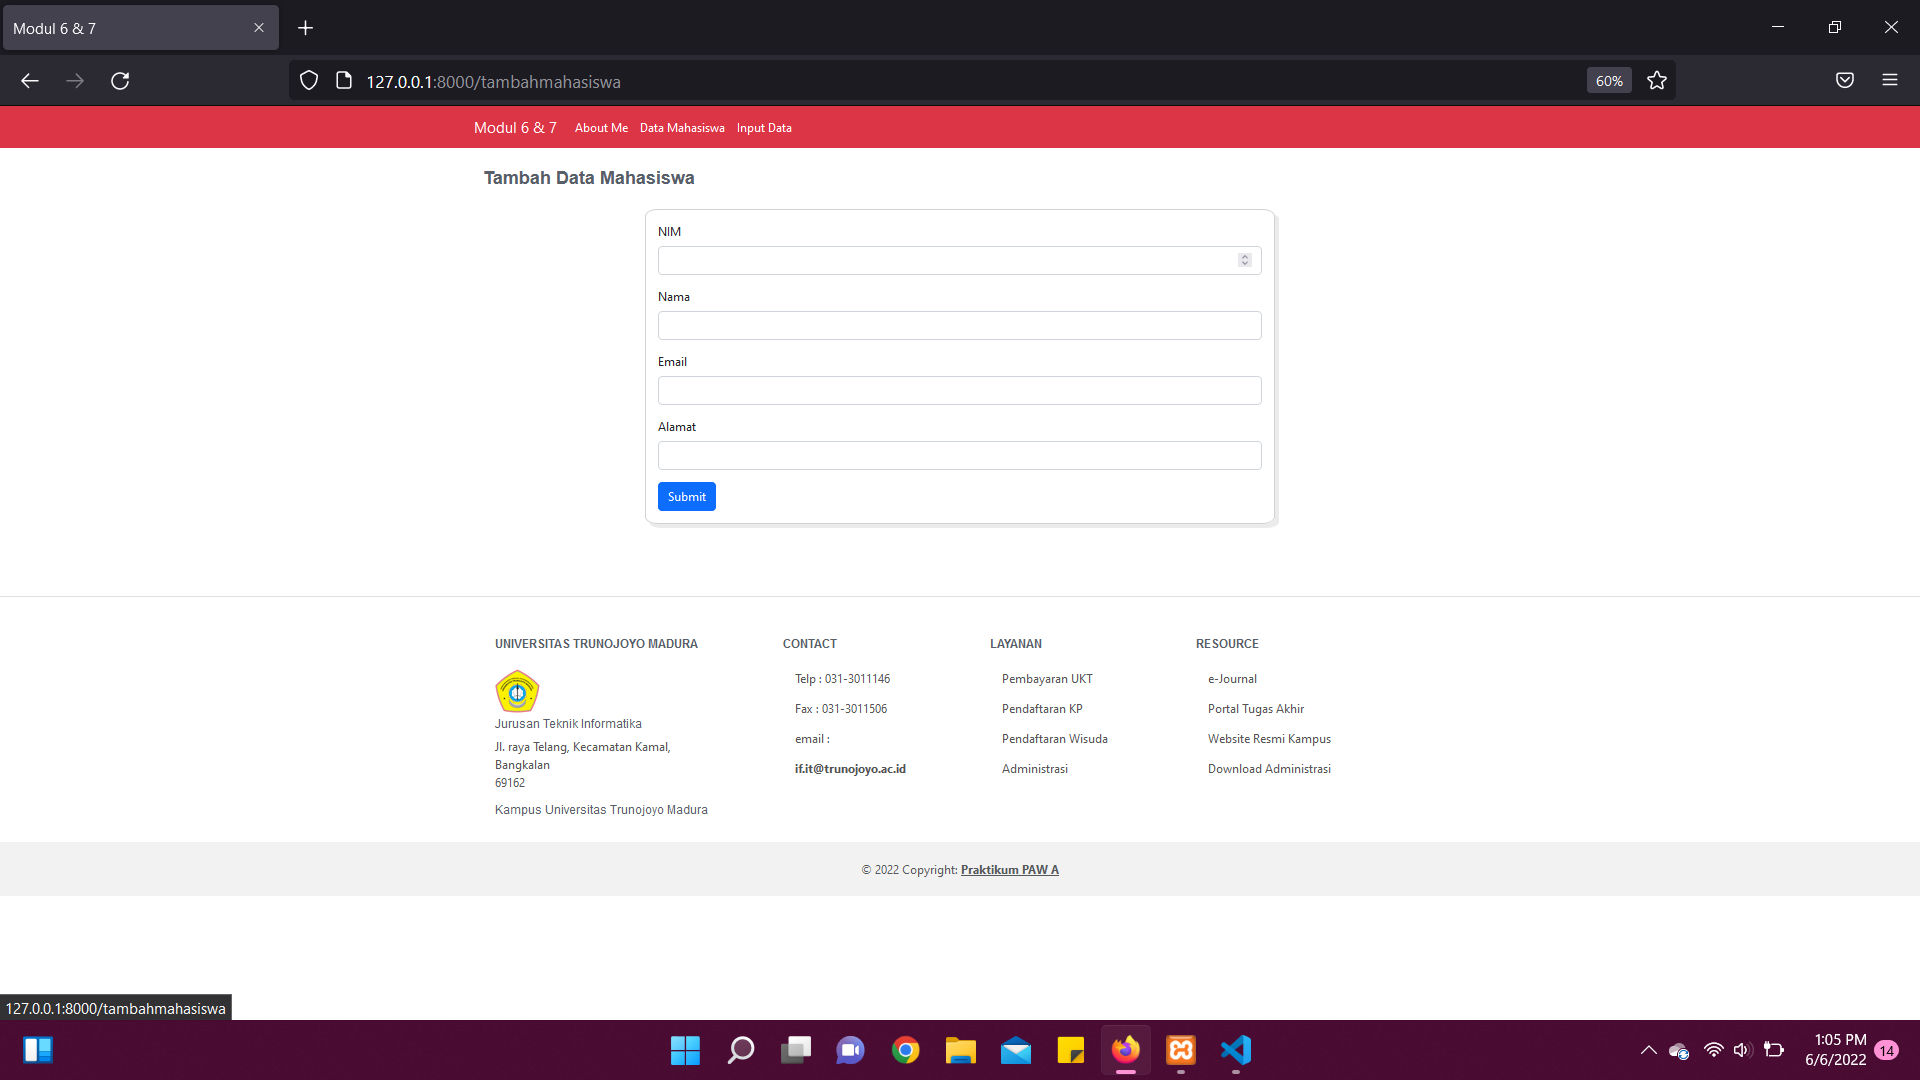 Modul 6 & 7
127.0.0.1:8000/tambahmahasiswa
60%
Modul 6 & 7 About Me Data Mahasiswa Input Data
Tambah Data Mahasiswa
NIM
Nama
Email
Alamat
Submit
UNIVERSITAS TRUNOJOYO MADURA
Jurusan Teknik Informatika
Jl. raya Telang, Kecamatan Kamal,
Bangkalan
69162
Kampus Universitas Trunojoyo Madura
CONTACT
Telp : 031-3011146
Fax : 031-3011506
email :
if.it@trunojoyo.ac.id
LAYANAN
Pembayaran UKT
Pendaftaran KP
Pendaftaran Wisuda
Administrasi
RESOURCE
e-Journal
Portal Tugas Akhir
Website Resmi Kampus
Download Administrasi
© 2022 Copyright: Praktikum PAW A
127.0.0.1:8000/tambahmahasiswa
1:05 PM
6/6/2022
14